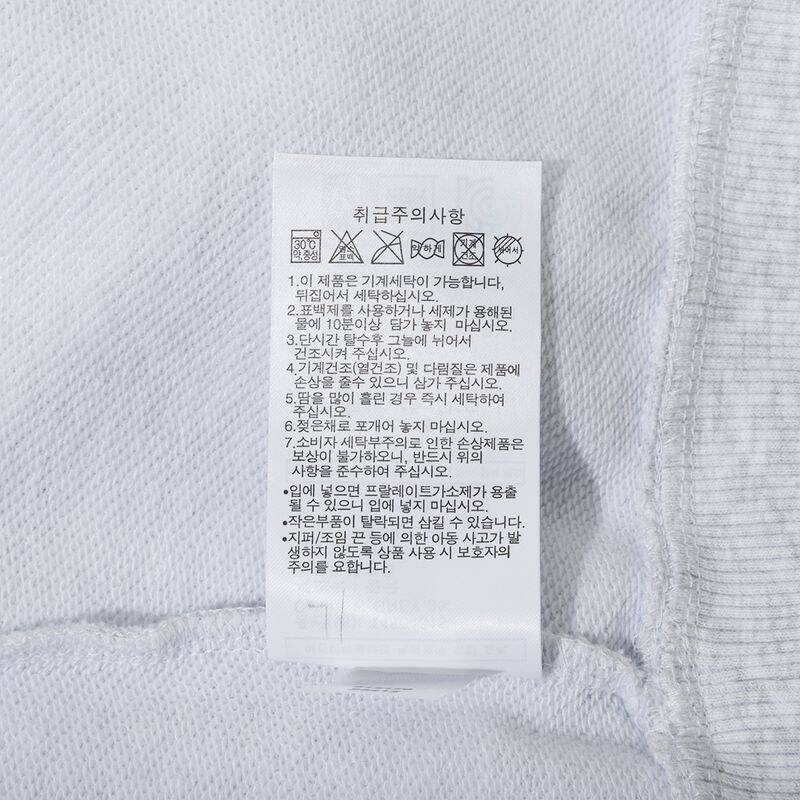 취급주의사항
30℃ 약.중성 염소 표백 약하게 기계 건조 뉘어서
1.이 제품은 기계세탁이 가능합니다,
뒤집어서 세탁하십시오.
2.표백제를 사용하거나 세제가 용해된
물에 10분이상 담가 놓지 마십시오.
3.단시간 탈수후 그늘에 뉘어서
건조시켜 주십시오.
4.기계건조(열건조) 및 다림질은 제품에
손상을 줄수 있으니 삼가 주십시오.
5.땀을 많이 흘린 경우 즉시 세탁하여
주십시오.
6.젖은채로 포개어 놓지 마십시오.
7.소비자 세탁부주의로 인한 손상제품은
보상이 불가하오니, 반드시 위의
사항을 준수하여 주십시오.
•입에 넣으면 프랄레이트가소제가 용출
될 수 있으니 입에 넣지 마십시오.
•작은부품이 탈락되면 삼킬 수 있습니다.
•지퍼/조임 끈 등에 의한 아동 사고가 발
생하지 않도록 상품 사용 시 보호자의
주의를 요합니다.